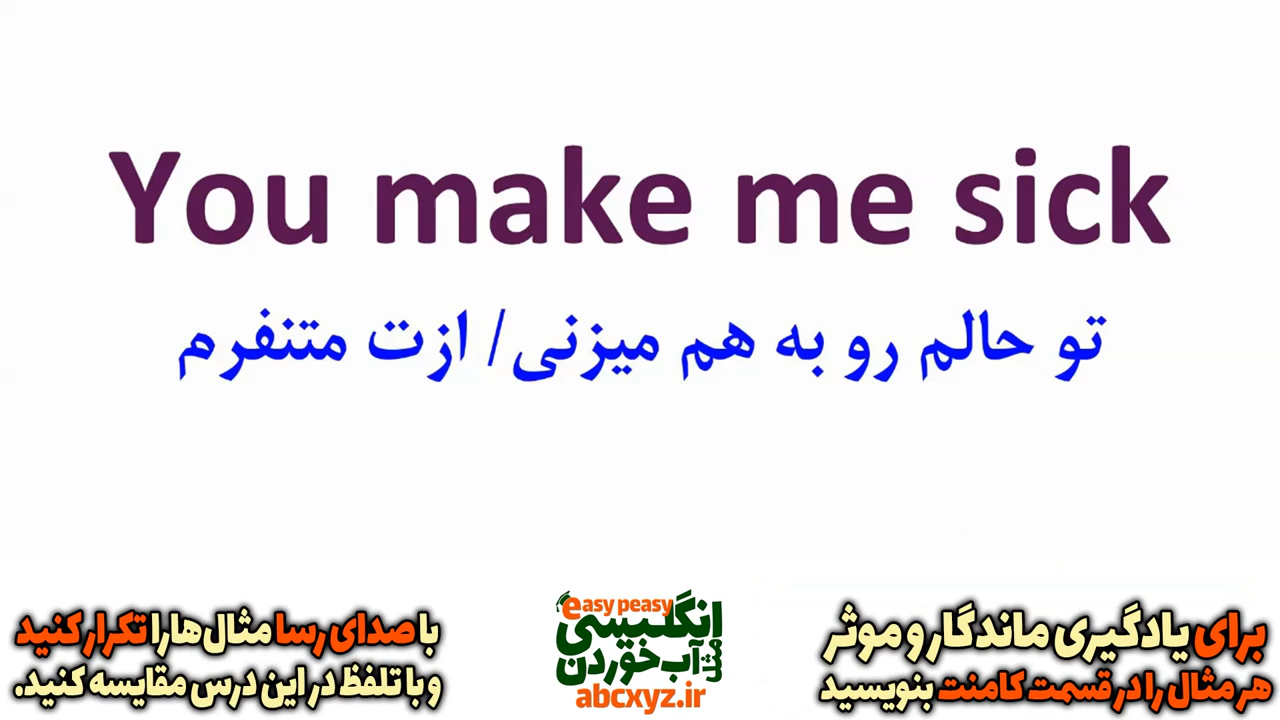 You make me sick
تو حالم رو به هم میزنی/ ازت متنفرم
برای یادگیری ماندگار و موثر
هر مثال را در قسمت کامنت بنویسید
easy peasy
انگلیسی
مثل آب خوردن
abcxyz.ir
با صدای رسا مثال‌ها را تکرار کنید
و با تلفظ در این درس مقایسه کنید.